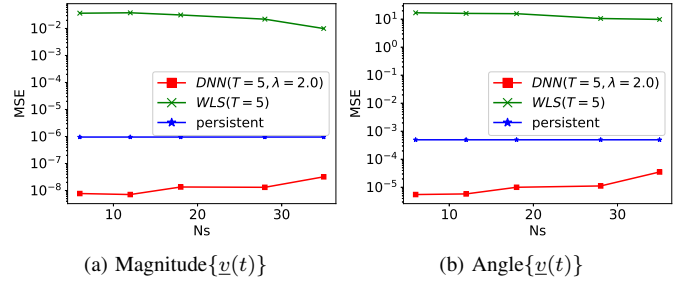 10⁻²
10⁻³
10⁻⁴
10⁻⁵
10⁻⁶
10⁻⁷
10⁻⁸
MSE
DNN(T = 5, λ = 2.0)
WLS(T = 5)
persistent
10 20 30
Ns
(a) Magnitude{v(t)}
10¹
10⁰
10⁻¹
10⁻²
10⁻³
10⁻⁴
10⁻⁵
MSE
DNN(T = 5, λ = 2.0)
WLS(T = 5)
persistent
10 20 30
Ns
(b) Angle{v(t)}